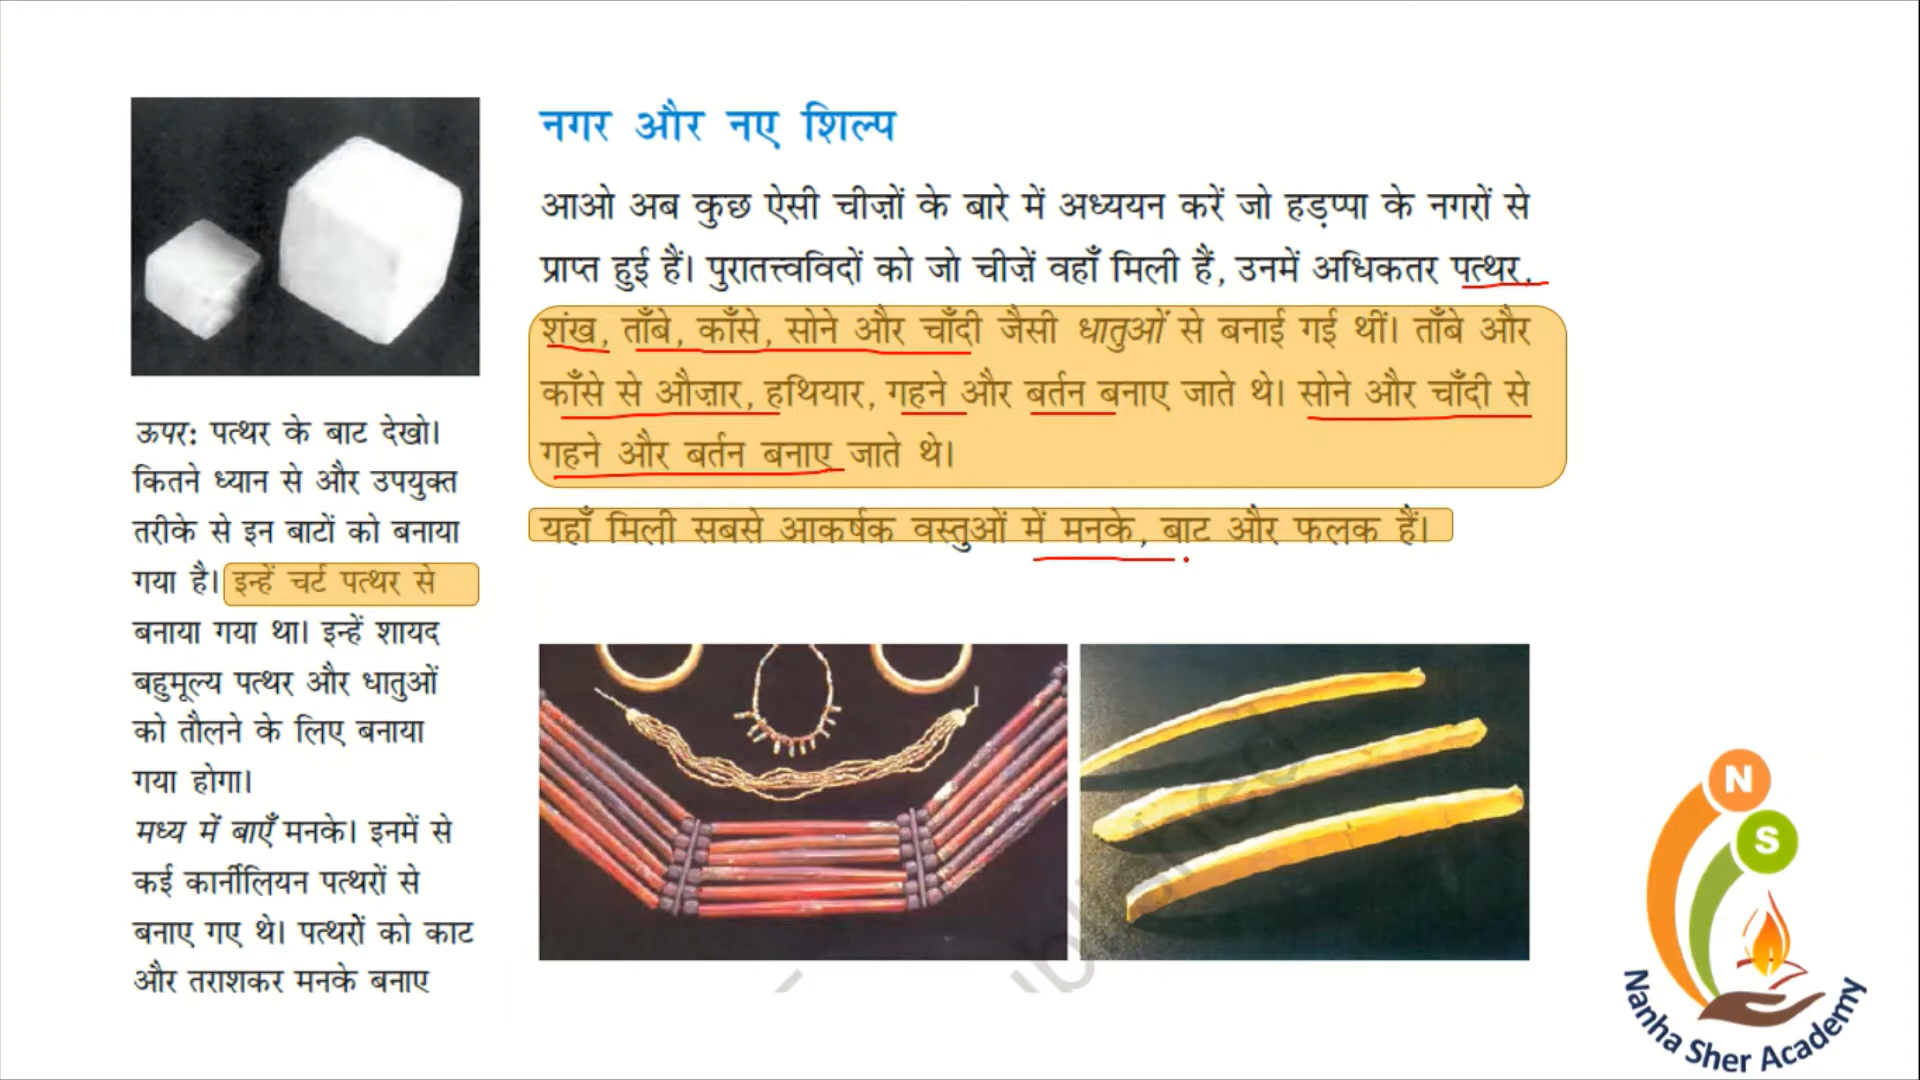 नगर और नए शिल्प
आओ अब कुछ ऐसी चीज़ों के बारे में अध्ययन करें जो हड़प्पा के नगरों से
प्राप्त हुई हैं। पुरातत्त्वविदों को जो चीज़ें वहाँ मिली हैं, उनमें अधिकतर पत्थर,
शंख, ताँबे, काँसे, सोने और चाँदी जैसी धातुओं से बनाई गई थीं। ताँबे और
काँसे से औज़ार, हथियार, गहने और बर्तन बनाए जाते थे। सोने और चाँदी से
गहने और बर्तन बनाए जाते थे।
यहाँ मिली सबसे आकर्षक वस्तुओं में मनके, बाट और फलक हैं।
ऊपर: पत्थर के बाट देखो।
कितने ध्यान से और उपयुक्त
तरीके से इन बाटों को बनाया
गया है। इन्हें चर्ट पत्थर से
बनाया गया था। इन्हें शायद
बहुमूल्य पत्थर और धातुओं
को तौलने के लिए बनाया
गया होगा।
मध्य में बाएँ मनके। इनमें से
कई कार्नीलियन पत्थरों से
बनाए गए थे। पत्थरों को काट
और तराशकर मनके बनाए
N
S
Nanha Sher Academy